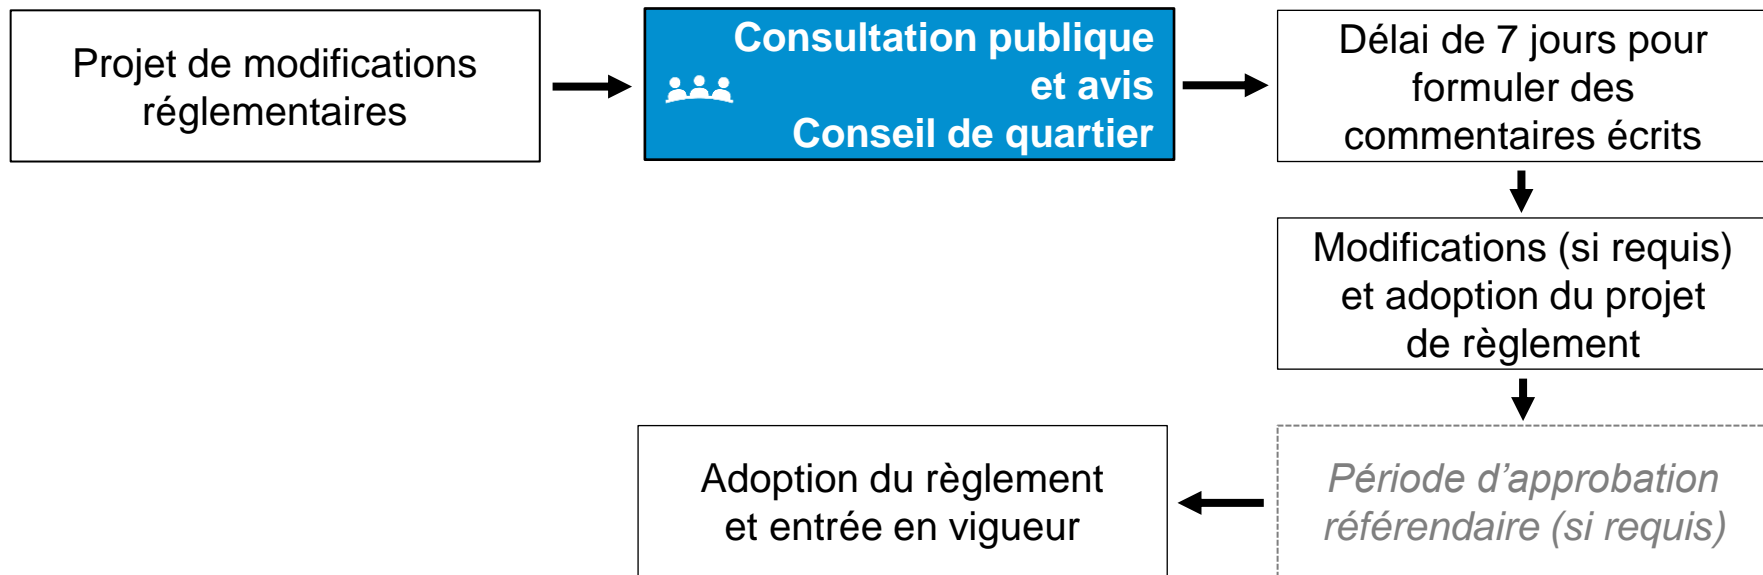 Projet de modifications
réglementaires
Consultation publique
et avis
Conseil de quartier
Délai de 7 jours pour
formuler des
commentaires écrits
Modifications (si requis)
et adoption du projet
de règlement
Période d’approbation
référendaire (si requis)
Adoption du règlement
et entrée en vigueur